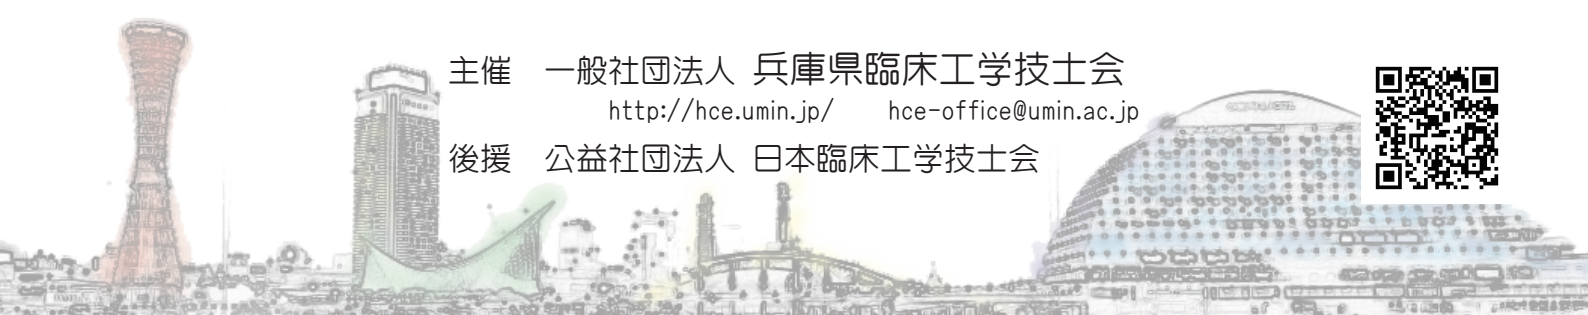 主催　一般社団法人 兵庫県臨床工学技士会
http://hce.umin.jp/　hce-office@umin.ac.jp
後援　公益社団法人 日本臨床工学技士会